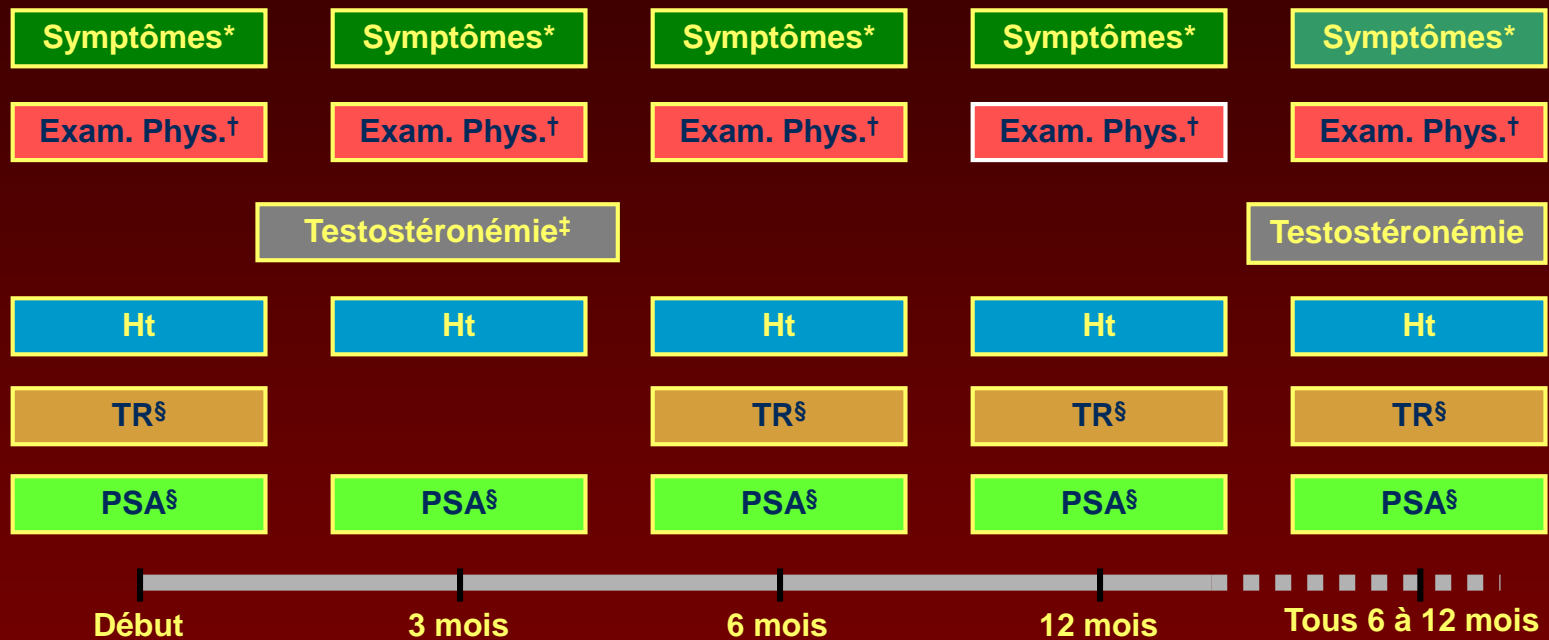 Symptômes* Symptômes* Symptômes* Symptômes* Symptômes*
Exam. Phys.† Exam. Phys.† Exam. Phys.† Exam. Phys.† Exam. Phys.†
Testostéronémie‡ Testostéronémie
Ht Ht Ht Ht Ht
TR§ TR§ TR§ TR§
PSA§ PSA§ PSA§ PSA§ PSA§
Début 3 mois 6 mois 12 mois Tous 6 à 12 mois